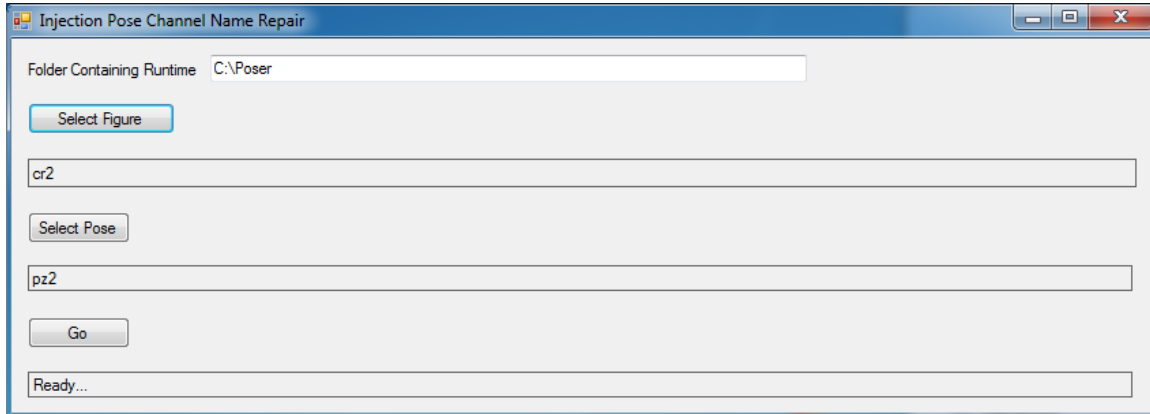 Injection Pose Channel Name Repair
Folder Containing Runtime C:\Poser
Select Figure
cr2
Select Pose
pz2
Go
Ready...